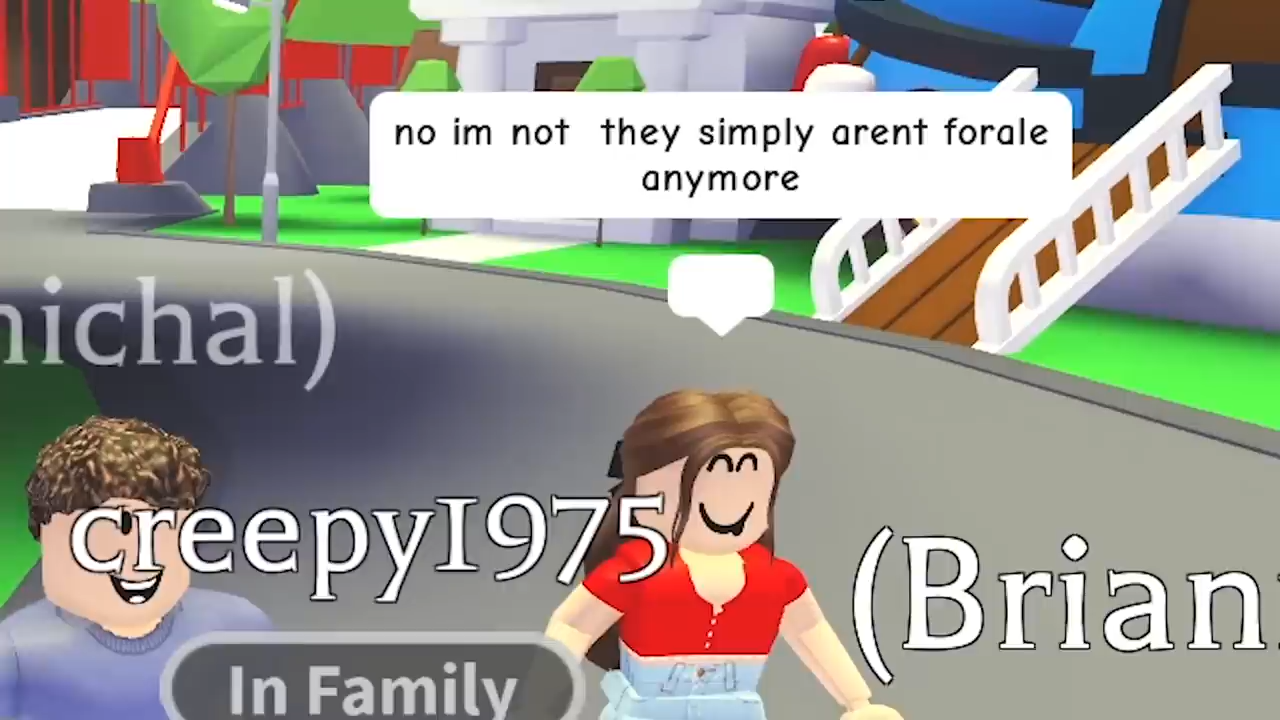 no im not they simply arent forale
anymore
nichal)
creepy1975
(Brian
In Family